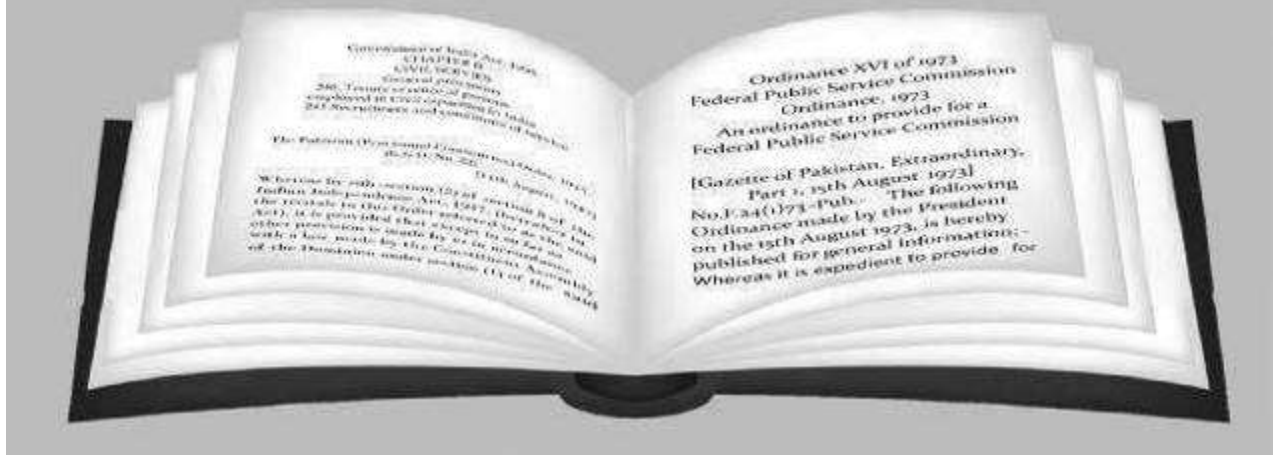 Government of India Act, 1935
CHAPTER II
CIVIL SERVICES
General provisions
240. Tenure of office of persons
employed in Civil capacities in India
241 Recruitment and conditions of service
The Pakistan (Provisional Constitution) Order, 1947
(G.G.O. No. 22)
[14th August, 1947]
Whereas by sub-section (2) of section 8 of the
Indian Independence Act, 1947, (hereafter in
the recitals to this Order referred to as the said
Act), it is provided that except in so far as
other provision is made by or in accordance
with a law made by the Constituent Assembly
of the Dominion under section (1) of the said
Ordinance XVI of 1973
Federal Public Service Commission
Ordinance, 1973
An ordinance to provide for a
Federal Public Service Commission
[Gazette of Pakistan, Extraordinary,
Part 1, 15th August 1973]
No.F.24(1)73-Pub.- The following
Ordinance made by the President
on the 15th August 1973, is hereby
published for general information:-
Whereas it is expedient to provide for